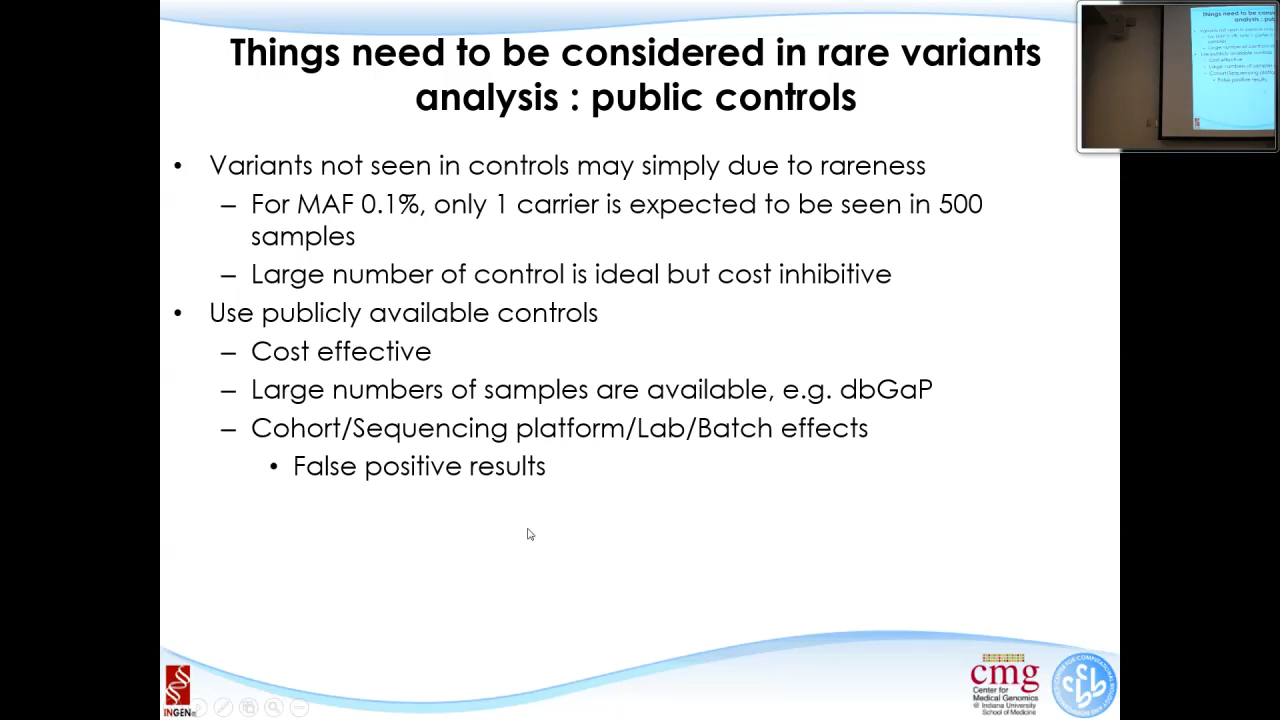 Things need to be considered in rare variants
analysis : public controls
• Variants not seen in controls may simply due to rareness
– For MAF 0.1%, only 1 carrier is expected to be seen in 500
samples
– Large number of control is ideal but cost inhibitive
• Use publicly available controls
– Cost effective
– Large numbers of samples are available, e.g. dbGaP
– Cohort/Sequencing platform/Lab/Batch effects
• False positive results
INGEN
cmg
Center for
Medical Genomics
@ Indiana University
School of Medicine